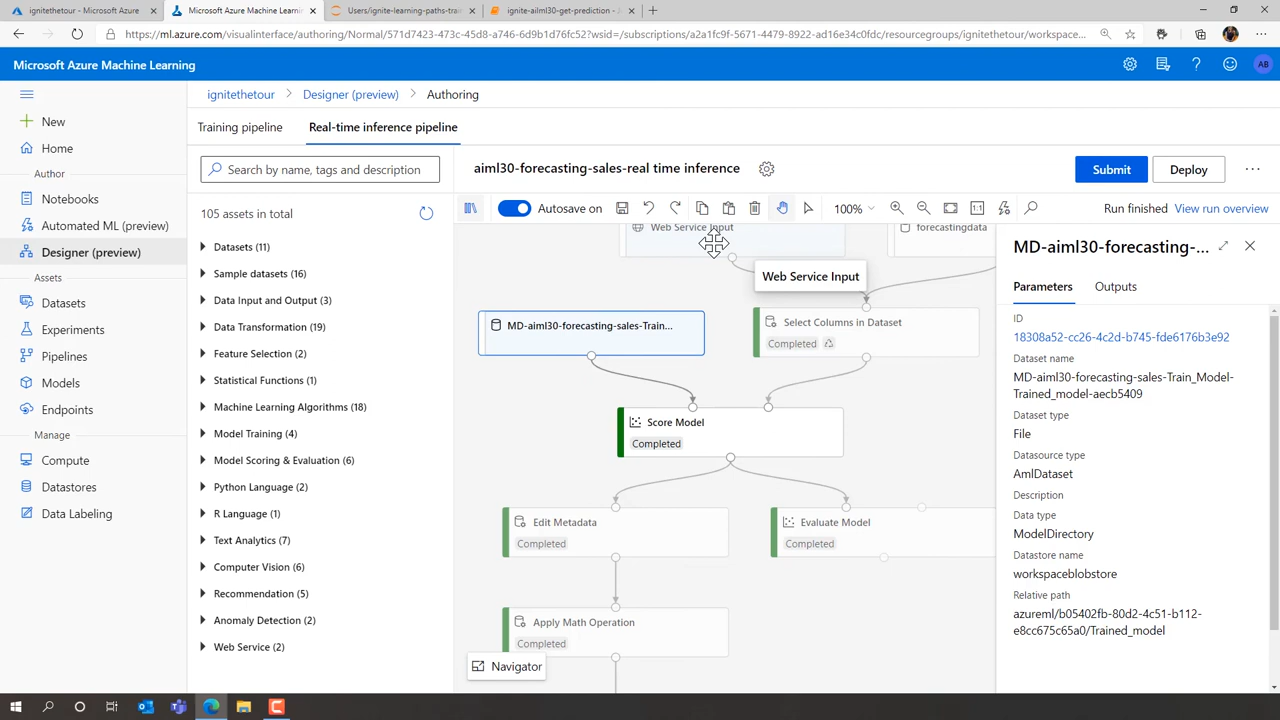 ignitethetour - Microsoft Azure
Microsoft Azure Machine Learnin
Users/ignite-learning-paths-trai
ignite-ailml30-get-prediction - A
https://ml.azure.com/visualinterface/authoring/Normal/571d7423-473c-45d8-a746-6d9b1d76fc52?wsid=/subscriptions/a2a1fc9f-5671-4479-8922-ad16e34c0fdc/resourcegroups/ignitethetour/workspace...
Microsoft Azure Machine Learning
AB
New
Home
Author
Notebooks
Automated ML (preview)
Designer (preview)
Assets
Datasets
Experiments
Pipelines
Models
Endpoints
Manage
Compute
Datastores
Data Labeling
ignitethetour > Designer (preview) > Authoring
Training pipeline
Real-time inference pipeline
Search by name, tags and description
105 assets in total
Datasets (11)
Sample datasets (16)
Data Input and Output (3)
Data Transformation (19)
Feature Selection (2)
Statistical Functions (1)
Machine Learning Algorithms (18)
Model Training (4)
Model Scoring & Evaluation (6)
Python Language (2)
R Language (1)
Text Analytics (7)
Computer Vision (6)
Recommendation (5)
Anomaly Detection (2)
Web Service (2)
aiml30-forecasting-sales-real time inference
Submit
Deploy
Autosave on
100%
Run finished
View run overview
Web Service Input
forecastingdata
Web Service Input
MD-aiml30-forecasting-sales-Train...
Select Columns in Dataset
Completed
Score Model
Completed
Edit Metadata
Completed
Evaluate Model
Completed
Apply Math Operation
Completed
Navigator
MD-aiml30-forecasting-...
Parameters
Outputs
ID
18308a52-cc26-4c2d-b745-fde6176b3e92
Dataset name
MD-aiml30-forecasting-sales-Train_Model-
Trained_model-aecb5409
Dataset type
File
Datasource type
AmlDataset
Description
Data type
ModelDirectory
Datastore name
workspaceblobstore
Relative path
azureml/b05402fb-80d2-4c51-b112-
e8cc675c65a0/Trained_model